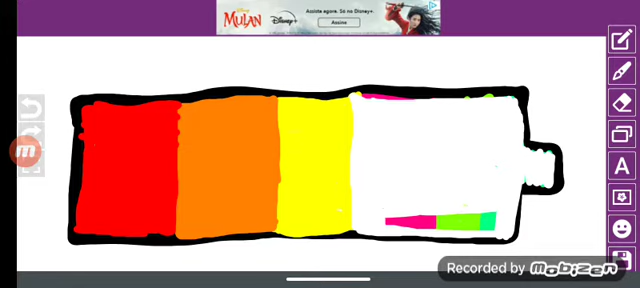 Disney
MULAN
Disney+
Assista agora. Só no Disney+.
Assine
A
m
Recorded by mobizen